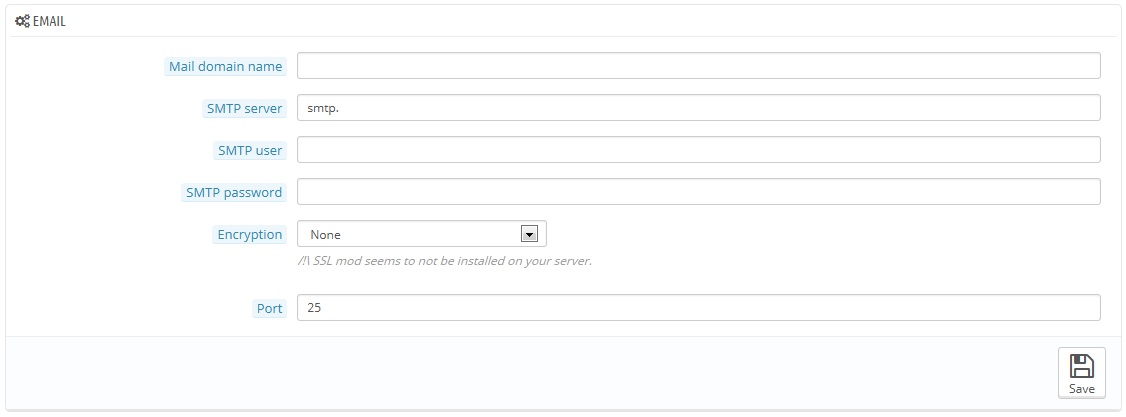 EMAIL
Mail domain name
SMTP server smtp.
SMTP user
SMTP password
Encryption None
/!\ SSL mod seems to not be installed on your server.
Port 25
Save